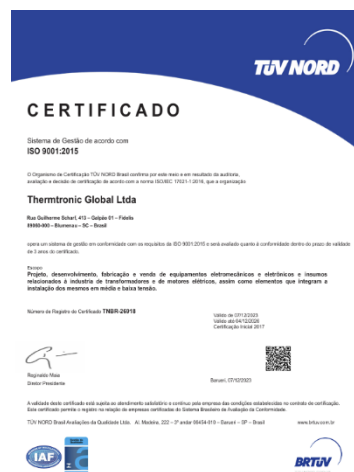 TÜV NORD
CERTIFICADO
Sistema de Gestão de acordo com
ISO 9001:2015
O Organismo de Certificação TÜV NORD Brasil confirma por este meio e em resultado da auditoria,
avaliação e decisão de certificação de acordo com a norma ISO/IEC 17021-1:2016, que a organização
Thermtronic Global Ltda
Rua Guilherme Scharf, 413 – Galpão 01 – Fidelis
– Blumenau – SC – Brasil
opera um sistema de gestão em conformidade com os requisitos da ISO 9001:2015 e será avaliado quanto à conformidade dentro do prazo de validade
de 3 anos do certificado.
Escopo
Projeto, desenvolvimento, fabricação e venda de equipamentos eletromecânicos e eletrônicos e insumos
relacionados à indústria de transformadores e de motores elétricos, assim como elementos que integram a
instalação dos mesmos em média e baixa tensão.
Número de Registro do Certificado TNBR-26918
Válido de 07/12/2023
Válido até 04/12/2026
Certificação Inicial 2017
Reginaldo Maia
Diretor Presidente
Barueri, 07/12/2023
A validade deste certificado está sujeita ao atendimento satisfatório e contínuo pela empresa das condições estabelecidas no contrato de certificação.
Este certificado permite o registro na relação de empresas certificadas do Sistema Brasileiro de Avaliação da Conformidade.
TÜV NORD Brasil Avaliações da Qualidade Ltda. Al. Madeira, 222 – 3º andar 06454-010 – Barueri – SP – Brasil www.brtuv.com.br
IAF
BRTÜV